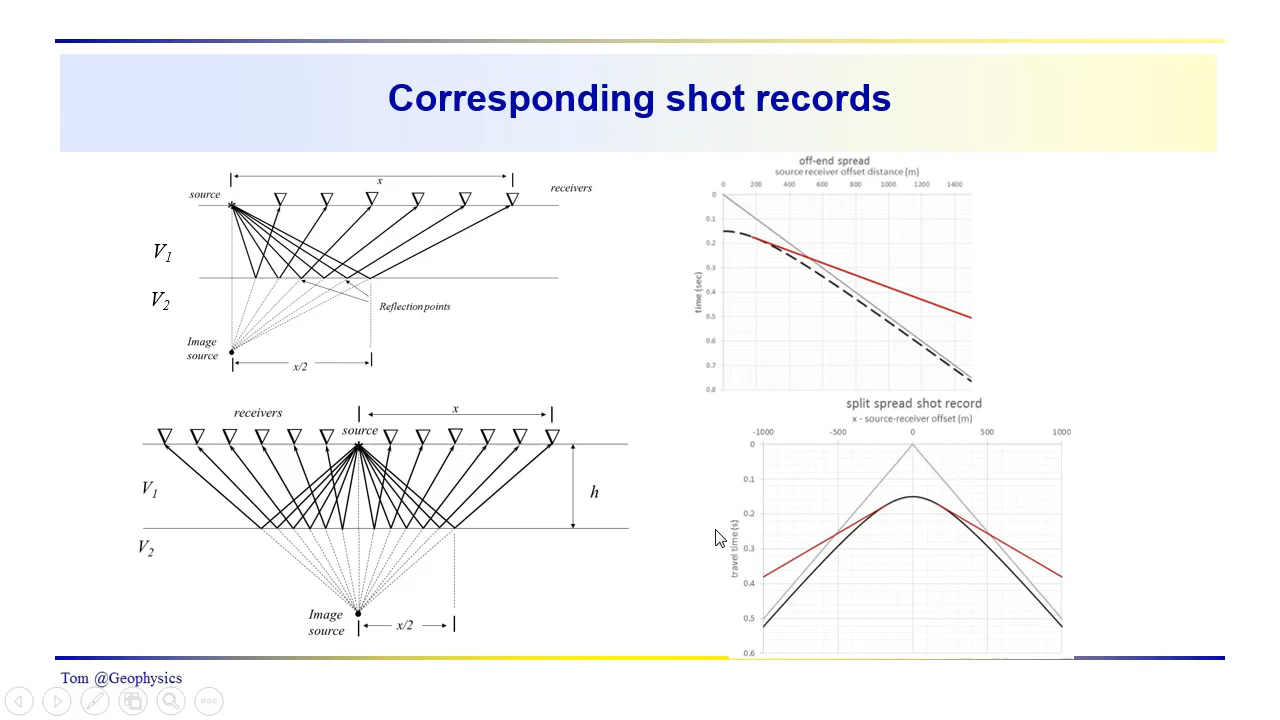 Corresponding shot records
x
source
receivers
V1
V2
Reflection points
Image
source
x/2
off-end spread
source receiver offset distance (m)
0 200 400 600 800 1000 1200 1400
0
0.1
0.2
0.3
0.4
0.5
0.6
0.7
0.8
time (sec)
receivers
x
source
V1
h
V2
Image
source
x/2
split spread shot record
x - source-receiver offset (m)
-1000 -500 0 500 1000
0
0.1
0.2
0.3
0.4
0.5
0.6
travel time (s)
Tom @Geophysics